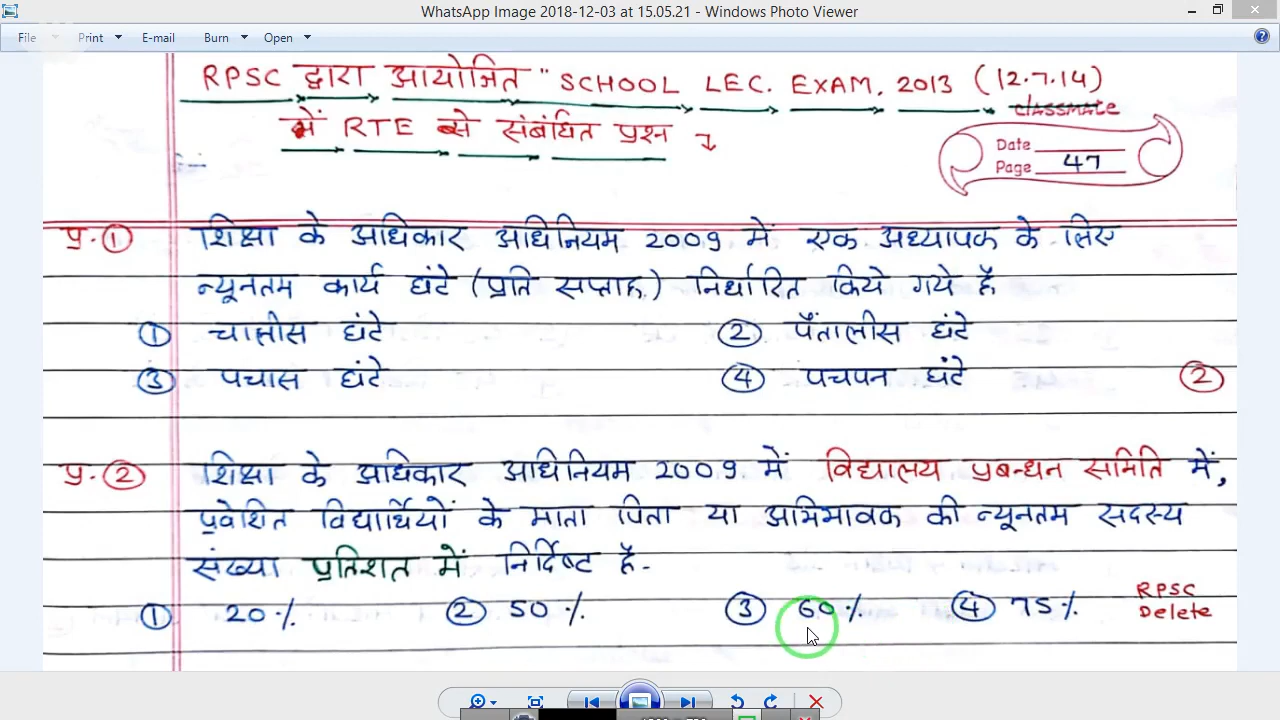 WhatsApp Image 2018-12-03 at 15.05.21 - Windows Photo Viewer
File Print E-mail Burn Open
RPSC द्वारा आयोजित "SCHOOL LEC. EXAM. 2013 (12.7.14)
में RTE से संबंधित प्रश्न ↓
classmate
Date
Page 47
प्र.① शिक्षा के अधिकार अधिनियम 2009 में एक अध्यापक के लिए
न्यूनतम कार्य घंटे (प्रति सप्ताह) निर्धारित किये गये है
① चालीस घंटे ② पैंतालीस घंटे
③ पचास घंटे ④ पचपन घंटे ②
प्र.② शिक्षा के अधिकार अधिनियम 2009 में विद्यालय प्रबन्धन समिति में,
प्रवेशित विद्यार्थियों के माता पिता या अभिभावक की न्यूनतम सदस्य
संख्या प्रतिशत में निर्दिष्ट है-
① 20% ② 50% ③ 60% ④ 75% RPSC
Delete